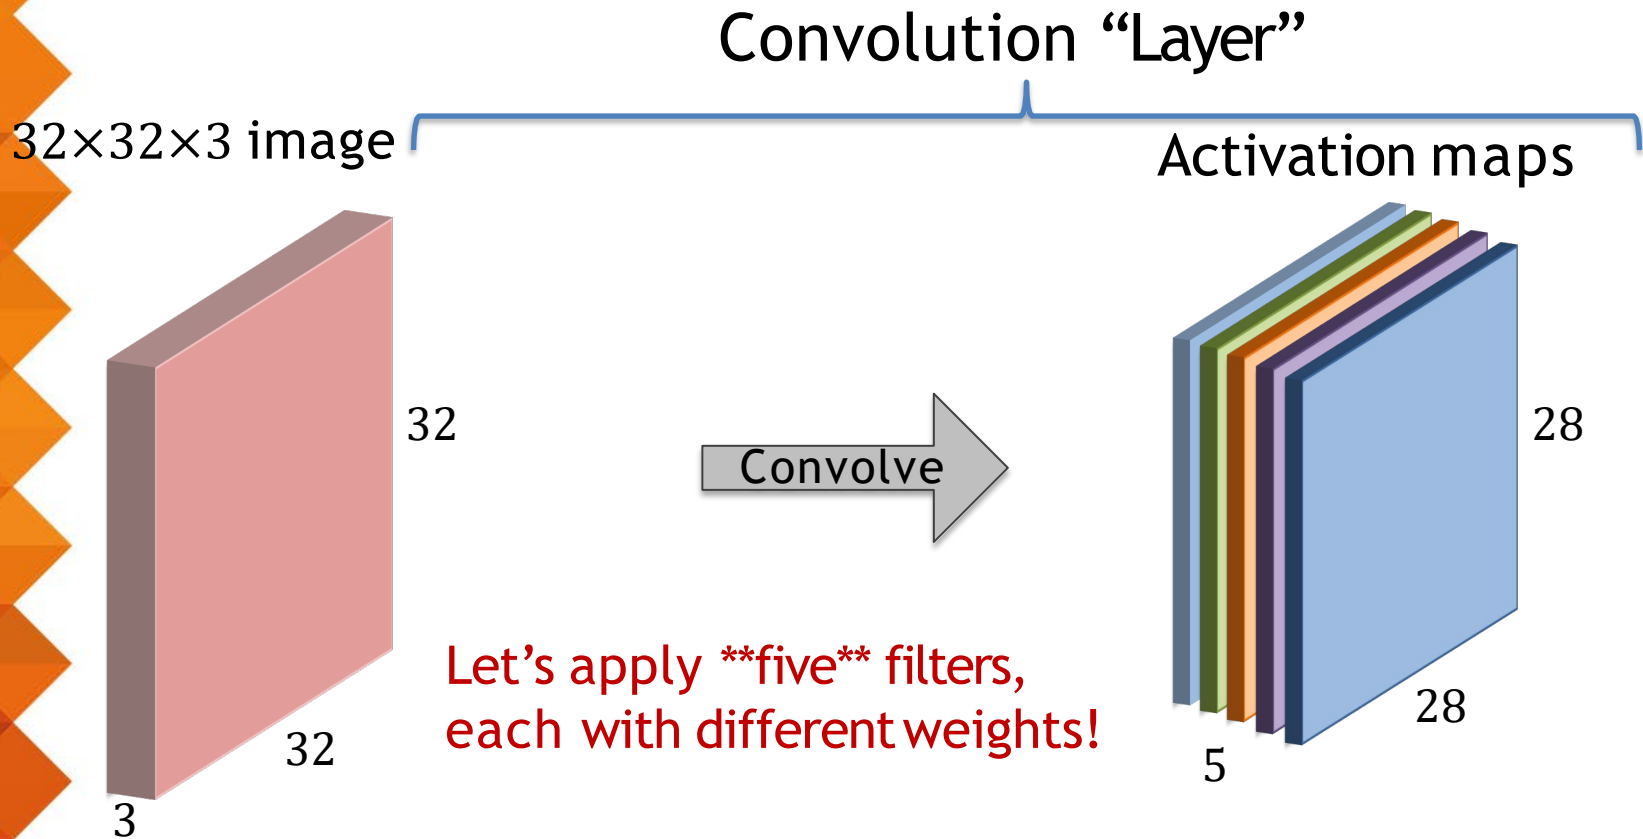 Convolution “Layer”
32×32×3 image
Activation maps
32
28
Convolve
Let’s apply **five** filters,
each with different weights!
28
32
5
3